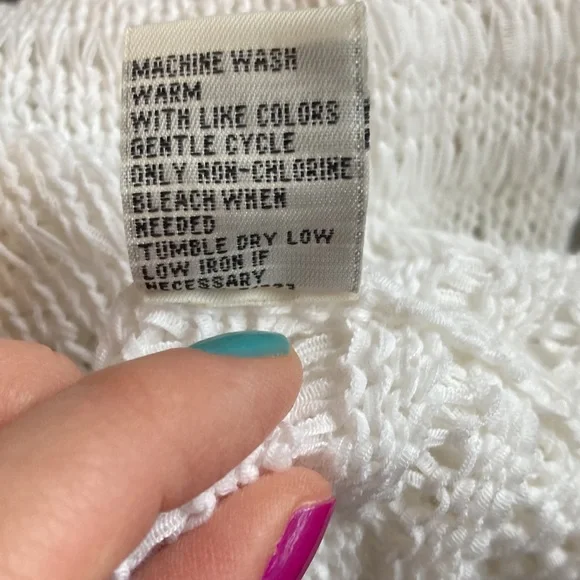 MACHINE WASH
WARM
WITH LIKE COLORS
GENTLE CYCLE
ONLY NON-CHLORINE
BLEACH WHEN
NEEDED
TUMBLE DRY LOW
LOW IRON IF
NECESSARY